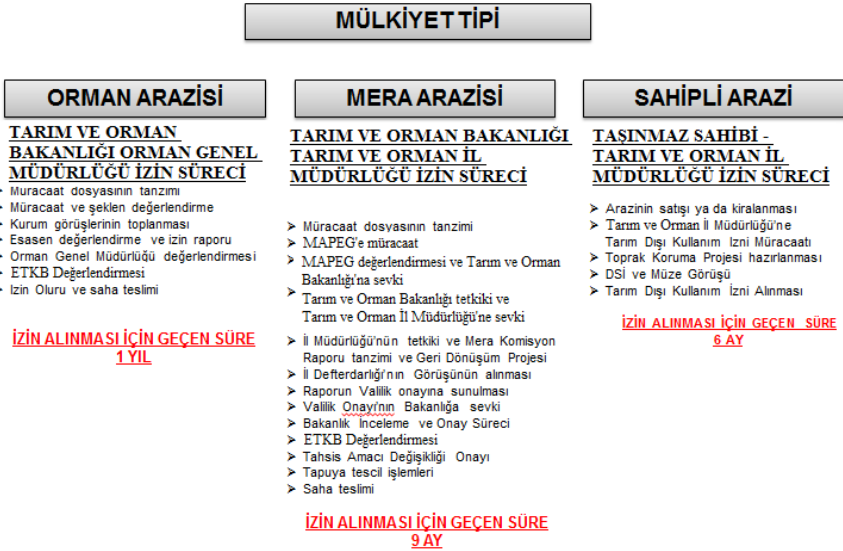 MÜLKİYET TİPİ
ORMAN ARAZİSİ
TARIM VE ORMAN
BAKANLIĞI ORMAN GENEL
MÜDÜRLÜĞÜ İZİN SÜRECİ
Müracaat dosyasının tanzimi
Müracaat ve şeklen değerlendirme
Kurum görüşlerinin toplanması
Esasen değerlendirme ve izin raporu
Orman Genel Müdürlüğü değerlendirmesi
ETKB Değerlendirmesi
Izin Oluru ve saha teslimi
İZİN ALINMASI İÇİN GEÇEN SÜRE
1 YIL
MERA ARAZİSİ
TARIM VE ORMAN BAKANLIĞI
TARIM VE ORMAN İL
MÜDÜRLÜĞÜ İZİN SÜRECİ
➢ Müracaat dosyasının tanzimi
➢ MAPEG'e müracaat
➢ MAPEG değerlendirmesi ve Tarım ve Orman
Bakanlığı'na sevki
➢ Tarım ve Orman Bakanlığı tetkiki ve
Tarım ve Orman İl Müdürlüğü'ne sevki
➢ İl Müdürlüğü'nün tetkiki ve Mera Komisyon
Raporu tanzimi ve Geri Dönüşüm Projesi
➢ İl Defterdarlığı'nın Görüşünün alınması
➢ Raporun Valilik onayına sunulması
➢ Valilik Onayı'nın Bakanlığa sevki
➢ Bakanlık İnceleme ve Onay Süreci
➢ ETKB Değerlendirmesi
➢ Tahsis Amacı Değişikliği Onayı
➢ Tapuya tescil işlemleri
➢ Saha teslimi
İZİN ALINMASI İÇİN GEÇEN SÜRE
9 AY
SAHİPLİ ARAZİ
TAŞINMAZ SAHİBİ -
TARIM VE ORMAN İL
MÜDÜRLÜĞÜ İZİN SÜRECİ
➢ Arazinin satışı ya da kiralanması
➢ Tarım ve Orman İl Müdürlüğü'ne
Tarım Dışı Kullanım Izni Müracaatı
➢ Toprak Koruma Projesi hazırlanması
➢ DSİ ve Müze Görüşü
➢ Tarım Dışı Kullanım İzni Alınması
İZİN ALINMASI İÇİN GEÇEN SÜRE
6 AY